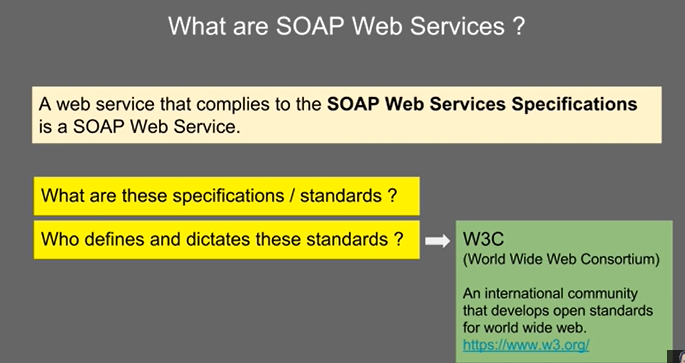 What are SOAP Web Services ?
A web service that complies to the SOAP Web Services Specifications
is a SOAP Web Service.
What are these specifications / standards ?
Who defines and dictates these standards ?
W3C
(World Wide Web Consortium)
An international community
that develops open standards
for world wide web.
https://www.w3.org/